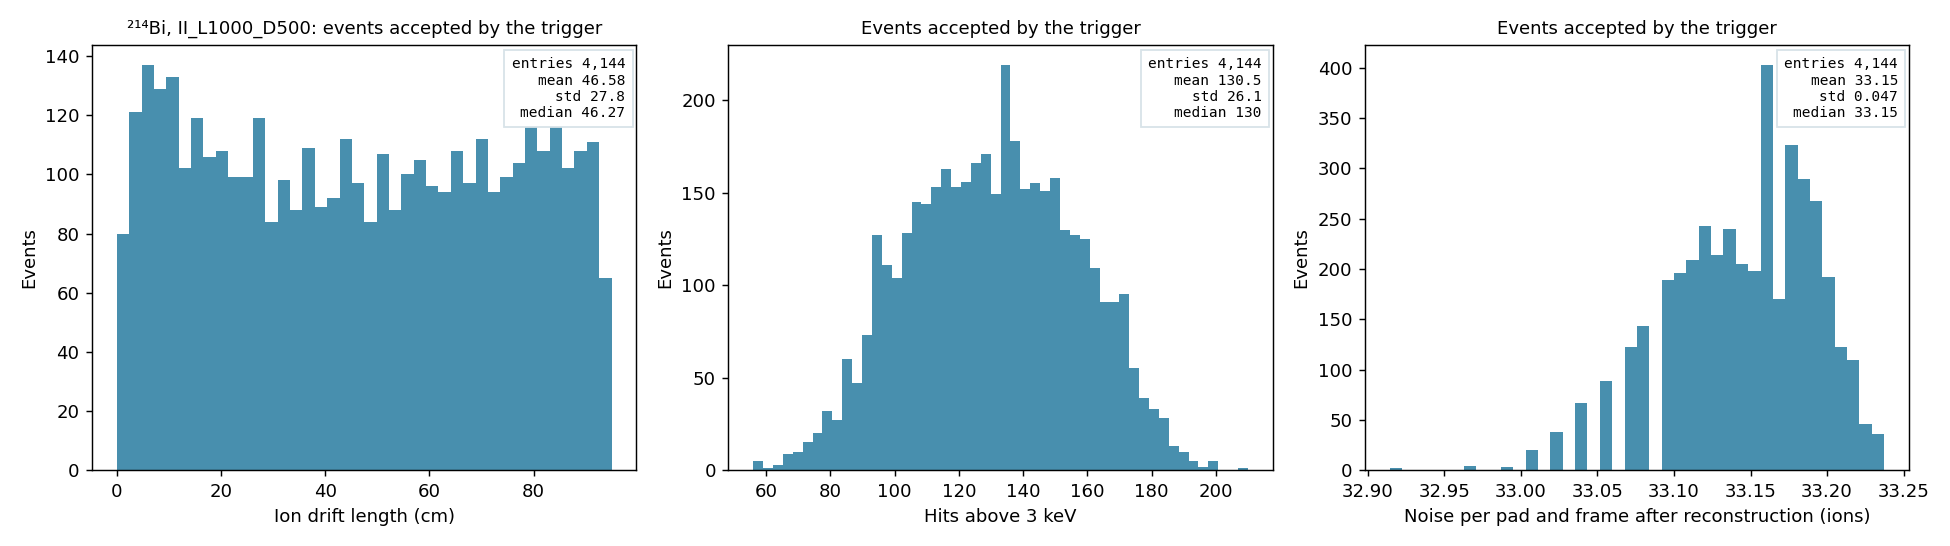 ²¹⁴Bi, II_L1000_D500: events accepted by the trigger
entries 4,144
mean 46.58
std 27.8
median 46.27
140
120
100
80
60
40
20
0
Events
0 20 40 60 80
Ion drift length (cm)
Events accepted by the trigger
entries 4,144
mean 130.5
std 26.1
median 130
200
150
100
50
0
Events
60 80 100 120 140 160 180 200
Hits above 3 keV
Events accepted by the trigger
entries 4,144
mean 33.15
std 0.047
median 33.15
400
350
300
250
200
150
100
50
0
Events
32.90 32.95 33.00 33.05 33.10 33.15 33.20 33.25
Noise per pad and frame after reconstruction (ions)